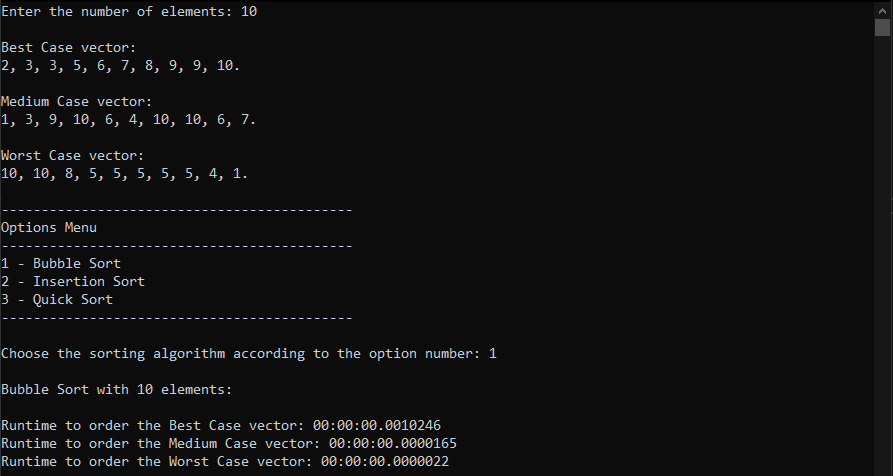 Enter the number of elements: 10
Best Case vector:
2, 3, 3, 5, 6, 7, 8, 9, 9, 10.
Medium Case vector:
1, 3, 9, 10, 6, 4, 10, 10, 6, 7.
Worst Case vector:
10, 10, 8, 5, 5, 5, 5, 5, 4, 1.
--------------------------------------------
Options Menu
--------------------------------------------
1 - Bubble Sort
2 - Insertion Sort
3 - Quick Sort
--------------------------------------------
Choose the sorting algorithm according to the option number: 1
Bubble Sort with 10 elements:
Runtime to order the Best Case vector: 00:00:00.0010246
Runtime to order the Medium Case vector: 00:00:00.0000165
Runtime to order the Worst Case vector: 00:00:00.0000022